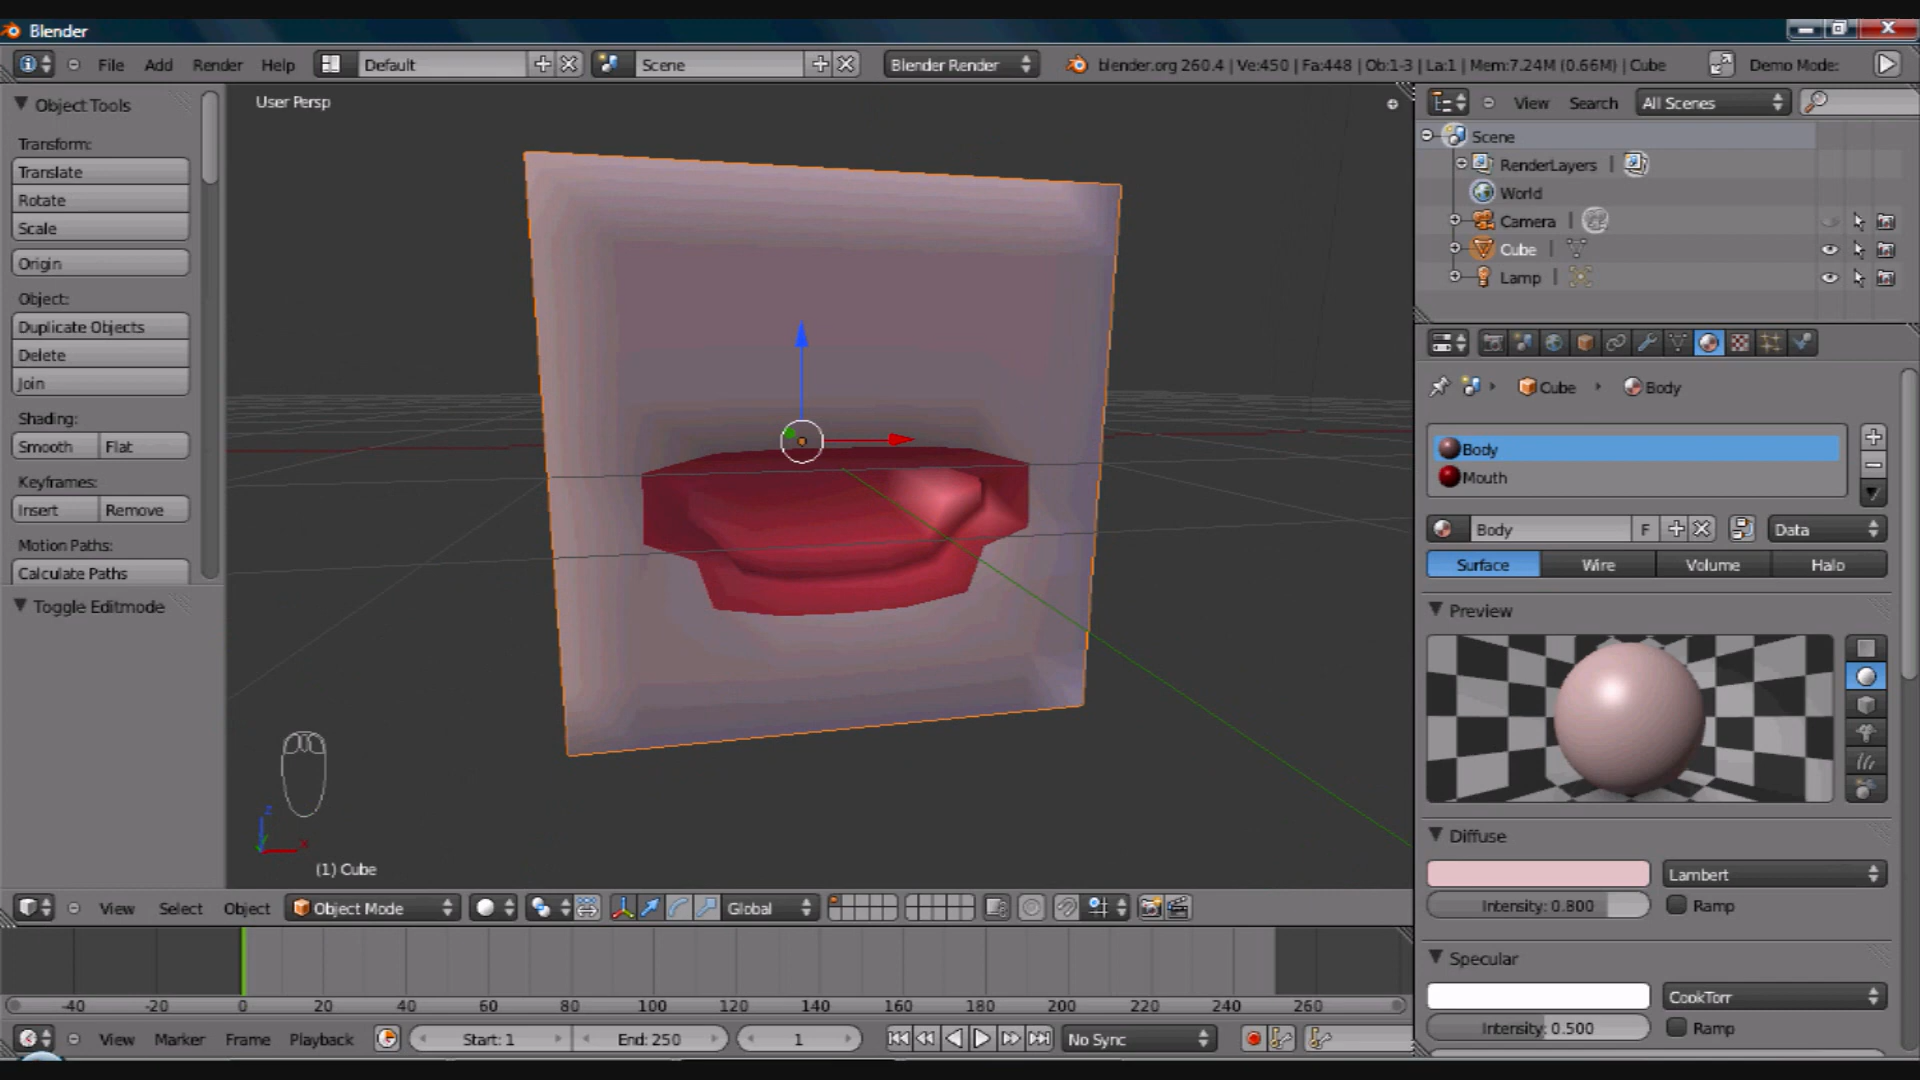 Blender
File Add Render Help Default Scene Blender Render blender.org 260.4 | Ve:450 | Fa:448 | Ob:1-3 | La:1 | Mem:7.24M (0.66M) | Cube Demo Mode:
Object Tools
Transform:
Translate
Rotate
Scale
Origin
Object:
Duplicate Objects
Delete
Join
Shading:
Smooth Flat
Keyframes:
Insert Remove
Motion Paths:
Calculate Paths
Toggle Editmode
User Persp
z
x
(1) Cube
View Select Object Object Mode Global
-40 -20 0 20 40 60 80 100 120 140 160 180 200 220 240 260
View Marker Frame Playback Start: 1 End: 250 1 No Sync
View Search All Scenes
Scene
RenderLayers |
World
Camera |
Cube |
Lamp |
Cube Body
Body
Mouth
Body F Data
Surface Wire Volume Halo
Preview
Diffuse
Lambert
Intensity: 0.800 Ramp
Specular
CookTorr
Intensity: 0.500 Ramp